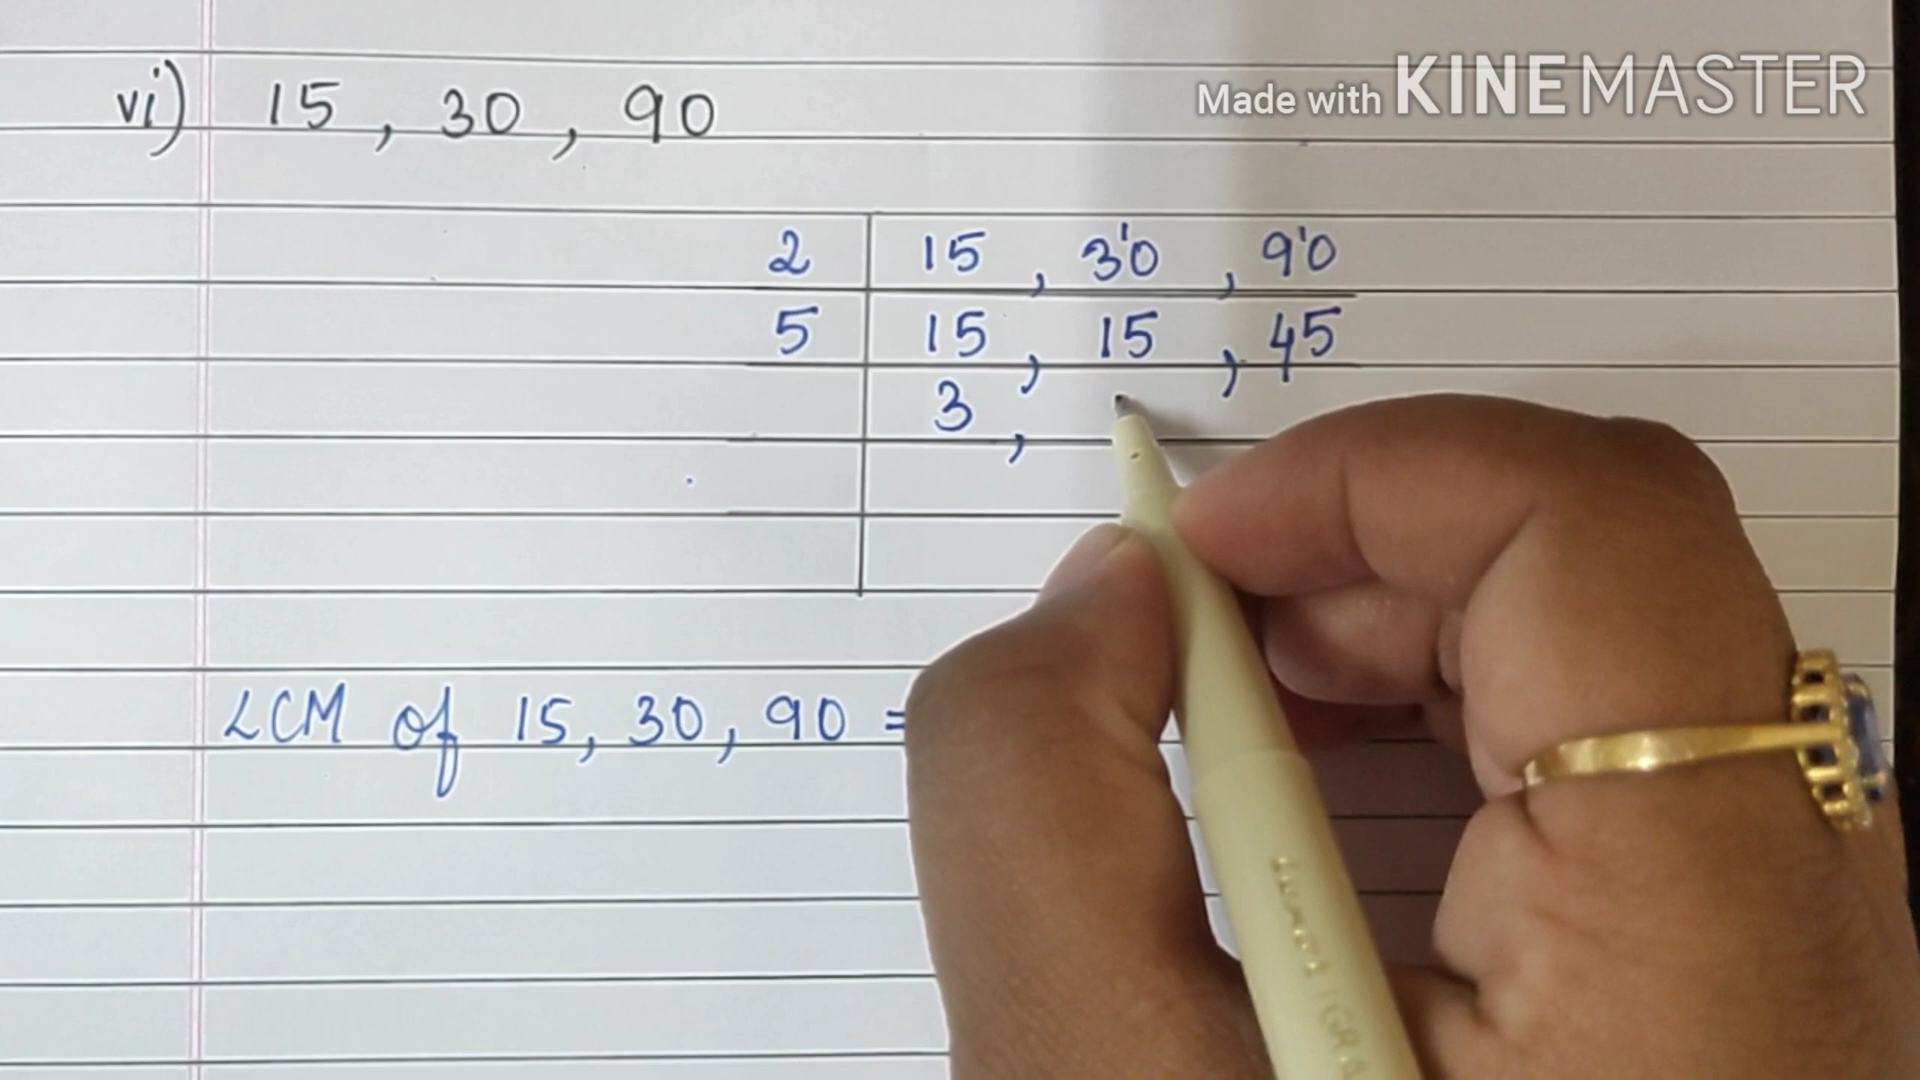 Made with KINEMASTER
vi) 15, 30, 90
2 | 15, 30, 90
5 | 15, 15, 45
3,
LCM of 15, 30, 90 =